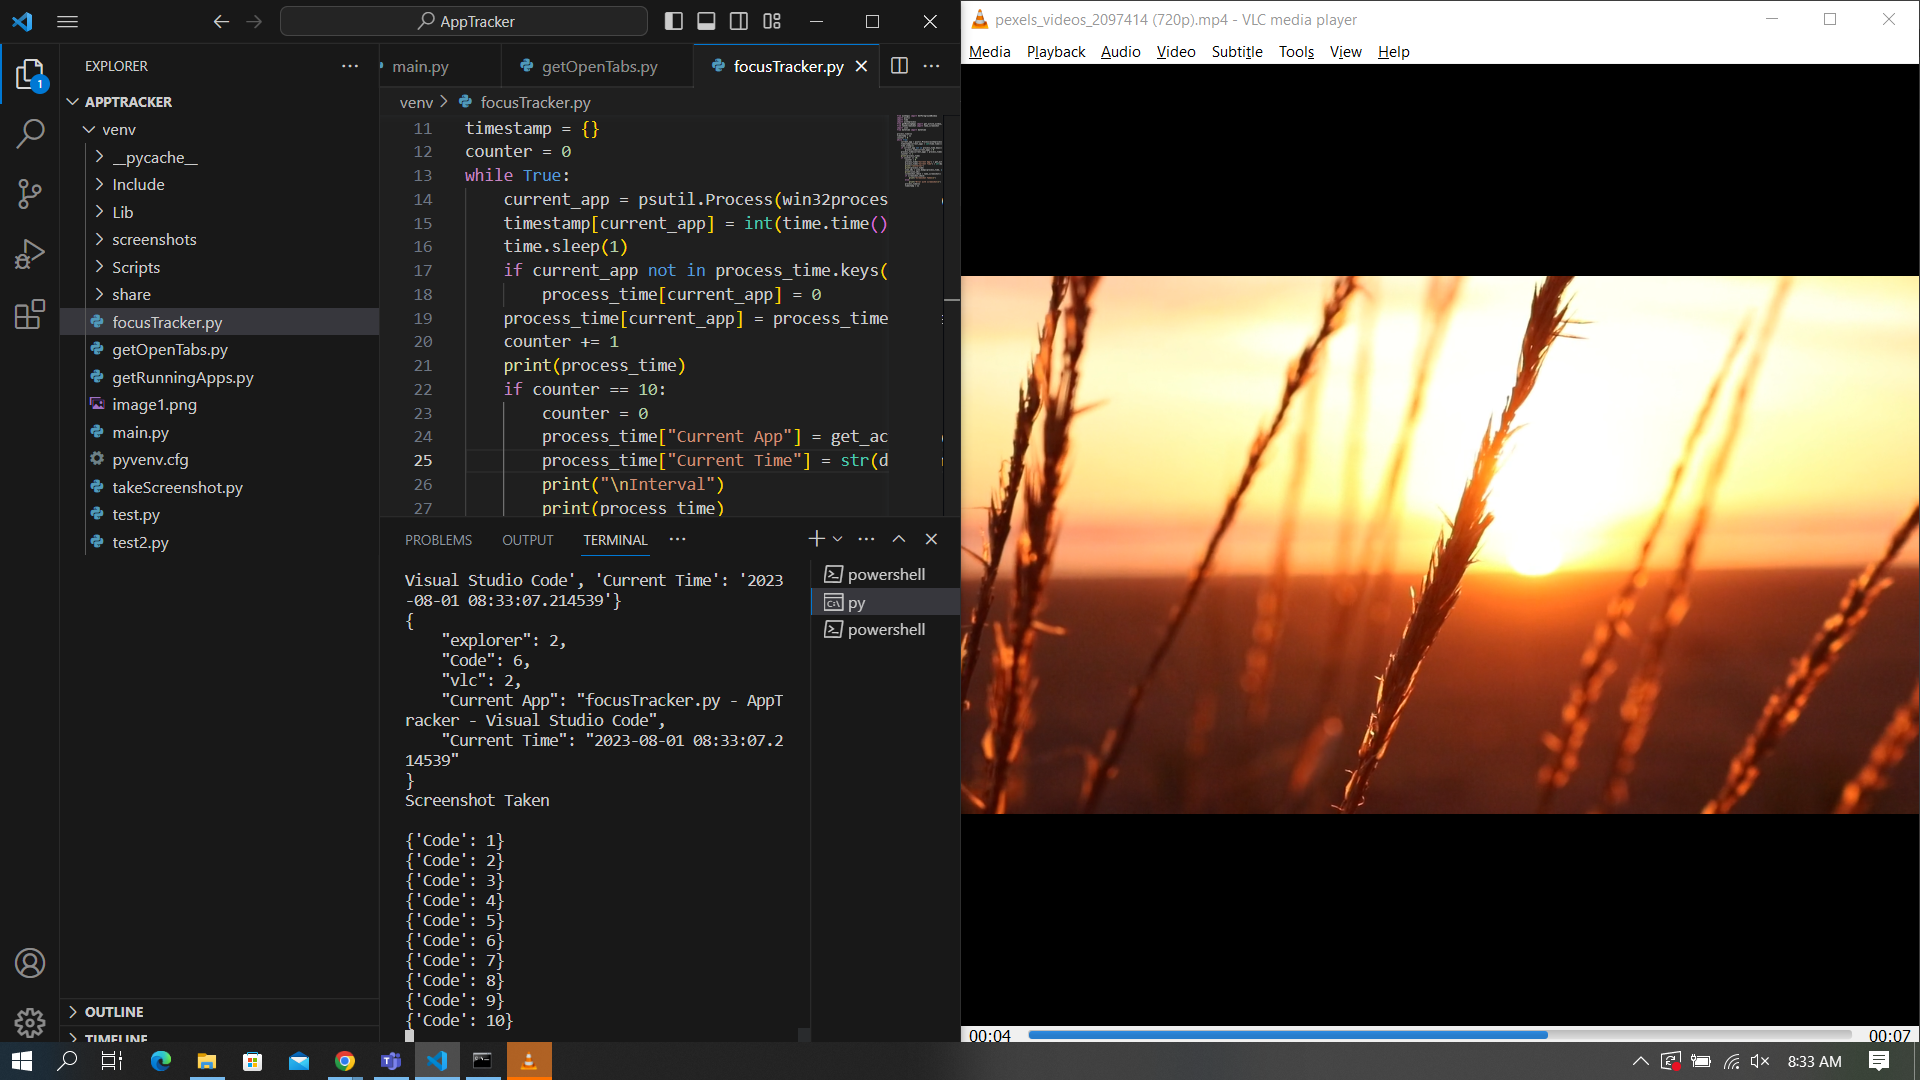 AppTracker
EXPLORER
APPTRACKER
venv
__pycache__
Include
Lib
screenshots
Scripts
share
focusTracker.py
getOpenTabs.py
getRunningApps.py
image1.png
main.py
pyvenv.cfg
takeScreenshot.py
test.py
test2.py
OUTLINE
TIMELINE
1
main.py
getOpenTabs.py
focusTracker.py
venv > focusTracker.py
11 timestamp = {}
12 counter = 0
13 while True:
14 current_app = psutil.Process(win32proces
15 timestamp[current_app] = int(time.time()
16 time.sleep(1)
17 if current_app not in process_time.keys(
18 process_time[current_app] = 0
19 process_time[current_app] = process_time
20 counter += 1
21 print(process_time)
22 if counter == 10:
23 counter = 0
24 process_time["Current App"] = get_ac
25 process_time["Current Time"] = str(d
26 print("\nInterval")
27 print(process_time)
PROBLEMS OUTPUT TERMINAL
Visual Studio Code', 'Current Time': '2023
-08-01 08:33:07.214539'}
{
"explorer": 2,
"Code": 6,
"vlc": 2,
"Current App": "focusTracker.py - AppT
racker - Visual Studio Code",
"Current Time": "2023-08-01 08:33:07.2
14539"
}
Screenshot Taken
{'Code': 1}
{'Code': 2}
{'Code': 3}
{'Code': 4}
{'Code': 5}
{'Code': 6}
{'Code': 7}
{'Code': 8}
{'Code': 9}
{'Code': 10}
powershell
py
powershell
pexels_videos_2097414 (720p).mp4 - VLC media player
Media Playback Audio Video Subtitle Tools View Help
00:04
00:07
8:33 AM